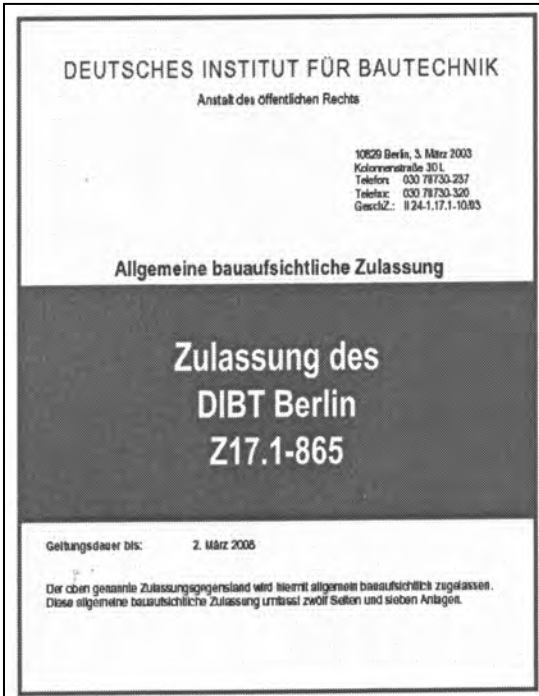 DEUTSCHES INSTITUT FÜR BAUTECHNIK
Anstalt des öffentlichen Rechts
10829 Berlin, 3. März 2003
Kolonnenstraße 30 L
Telefon: 030 78730-237
Telefax: 030 78730-320
GeschZ.: II 24-1.17.1-10/03
Allgemeine bauaufsichtliche Zulassung
Zulassung des
DIBT Berlin
Z17.1-865
Geltungsdauer bis: 2. März 2008
Der oben genannte Zulassungsgegenstand wird hiermit allgemein bauaufsichtlich zugelassen.
Diese allgemeine bauaufsichtliche Zulassung umfasst zwölf Seiten und sieben Anlagen.